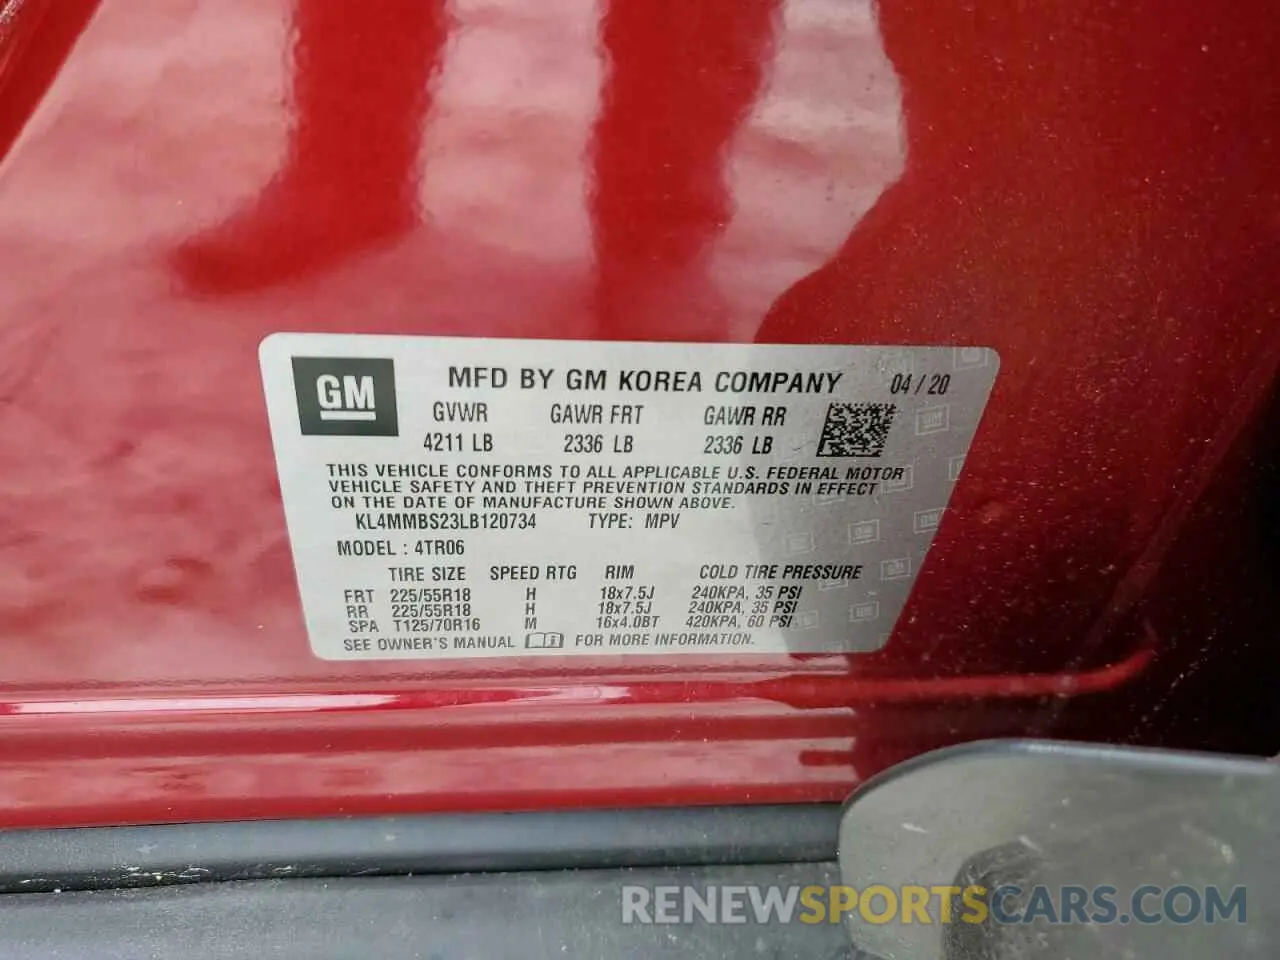 GM
MFD BY GM KOREA COMPANY 04 / 20
GVWR GAWR FRT GAWR RR
4211 LB 2336 LB 2336 LB
THIS VEHICLE CONFORMS TO ALL APPLICABLE U.S. FEDERAL MOTOR
VEHICLE SAFETY AND THEFT PREVENTION STANDARDS IN EFFECT
ON THE DATE OF MANUFACTURE SHOWN ABOVE.
KL4MMBS23LB120734 TYPE: MPV
MODEL : 4TR06
TIRE SIZE SPEED RTG RIM COLD TIRE PRESSURE
FRT 225/55R18 H 18x7.5J 240KPA, 35 PSI
RR 225/55R18 H 18x7.5J 240KPA, 35 PSI
SPA T125/70R16 M 16x4.0BT 420KPA, 60 PSI
SEE OWNER'S MANUAL FOR MORE INFORMATION.
RENEWSPORTSCARS.COM